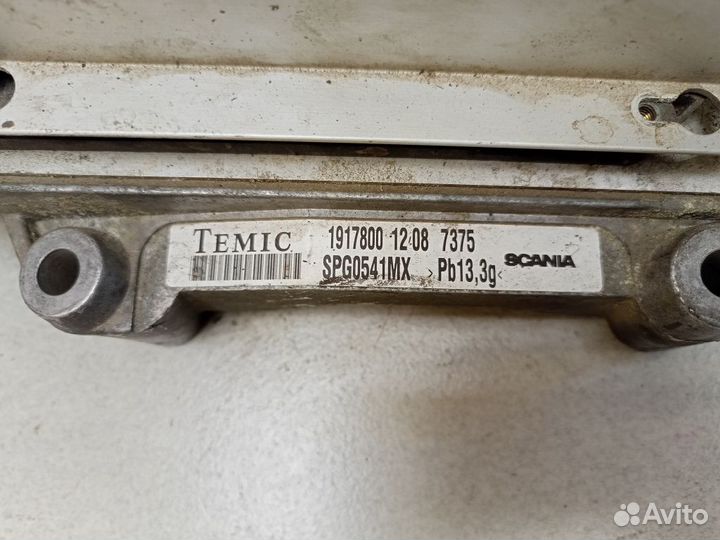 TEMIC 1917800 12:08 7375
SPG0541MX >Pb13,3g< SCANIA
Avito